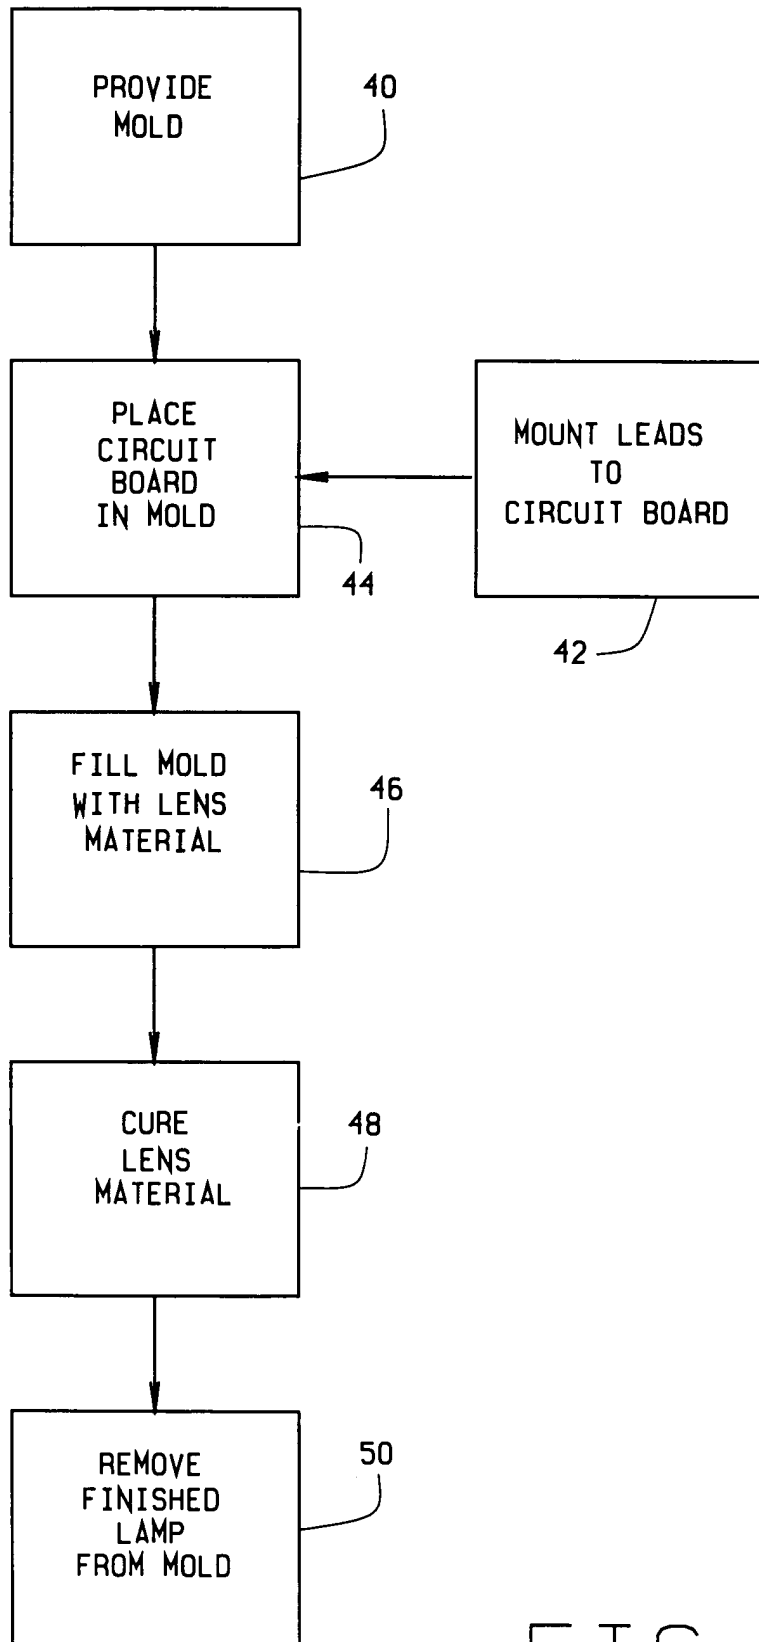 PROVIDE
MOLD
40
PLACE
CIRCUIT
BOARD
IN MOLD
44
MOUNT LEADS
TO
CIRCUIT BOARD
42
FILL MOLD
WITH LENS
MATERIAL
46
CURE
LENS
MATERIAL
48
REMOVE
FINISHED
LAMP
FROM MOLD
50